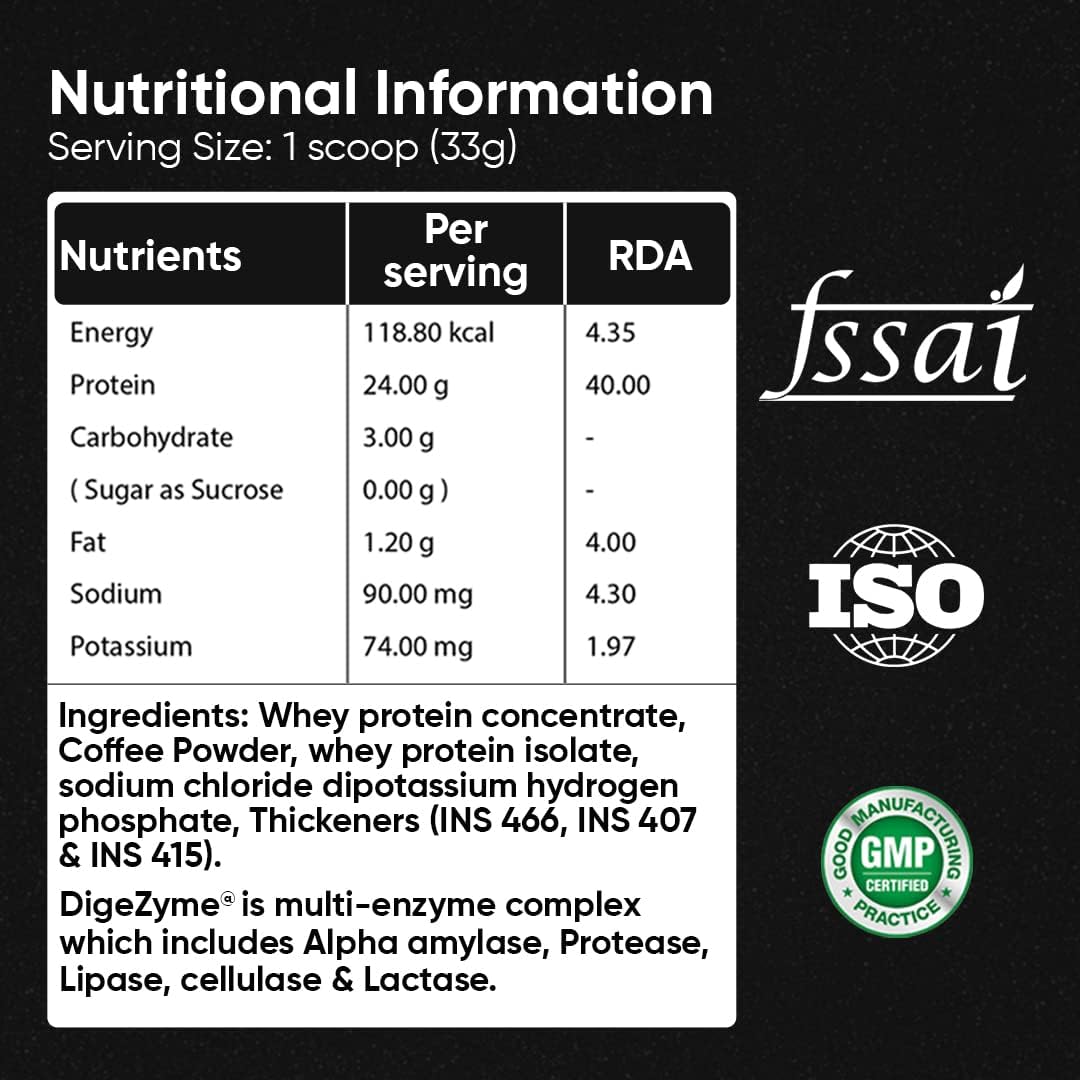 Nutritional Information
Serving Size: 1 scoop (33g)
Nutrients Per serving RDA
Energy 118.80 kcal 4.35
Protein 24.00 g 40.00
Carbohydrate 3.00 g -
( Sugar as Sucrose 0.00 g ) -
Fat 1.20 g 4.00
Sodium 90.00 mg 4.30
Potassium 74.00 mg 1.97
Ingredients: Whey protein concentrate,
Coffee Powder, whey protein isolate,
sodium chloride dipotassium hydrogen
phosphate, Thickeners (INS 466, INS 407
& INS 415).
DigeZyme@ is multi-enzyme complex
which includes Alpha amylase, Protease,
Lipase, cellulase & Lactase.
fssai
ISO
GOOD MANUFACTURING
GMP
CERTIFIED
PRACTICE